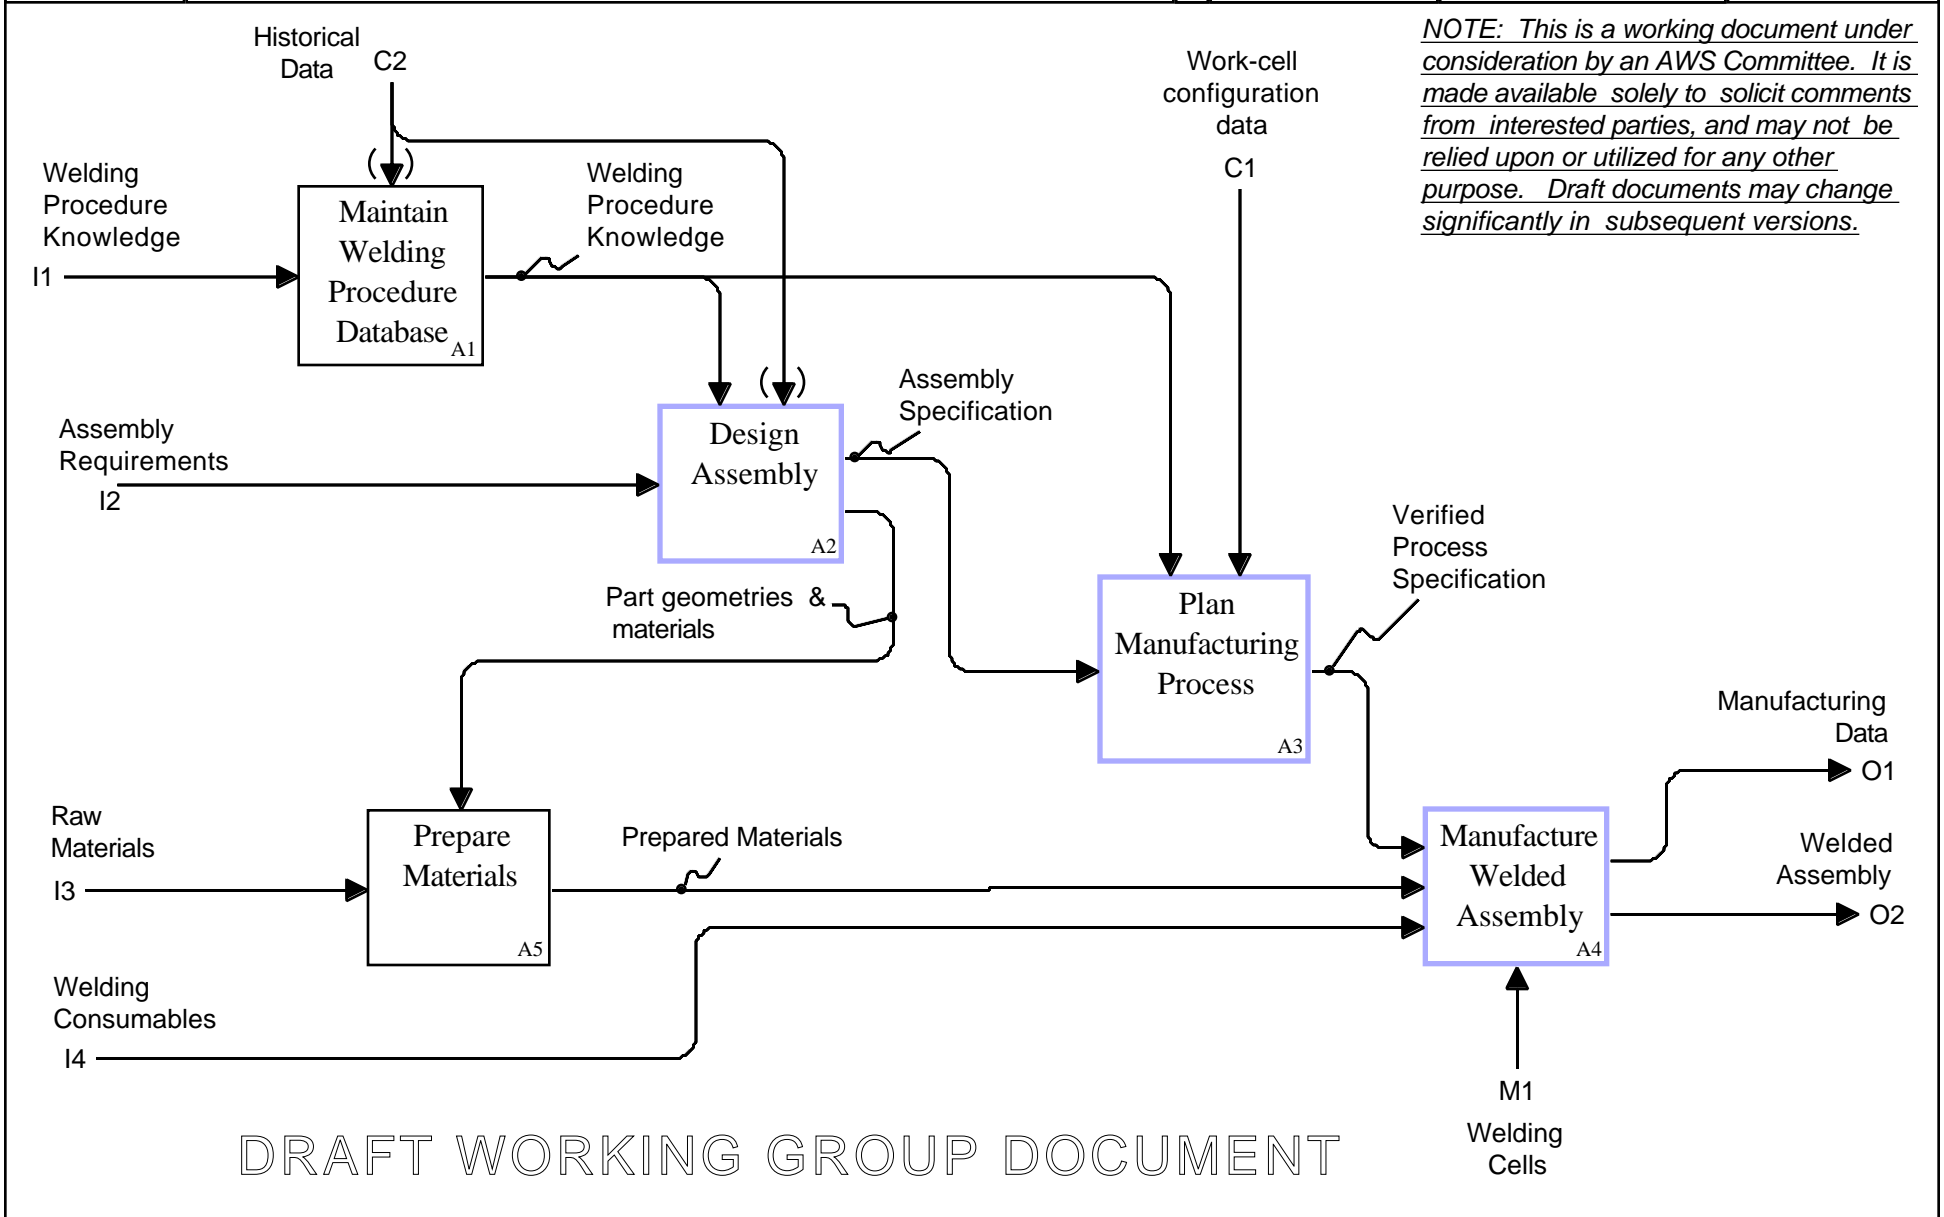 Historical
Data
C2
Work-cell
configuration
data
C1
NOTE: This is a working document under
consideration by an AWS Committee. It is
made available solely to solicit comments
from interested parties, and may not be
relied upon or utilized for any other
purpose. Draft documents may change
significantly in subsequent versions.
Welding
Procedure
Knowledge
I1
( )
Maintain
Welding
Procedure
Database
A1
Welding
Procedure
Knowledge
Assembly
Requirements
I2
( )
Design
Assembly
A2
Assembly
Specification
Part geometries &
materials
Plan
Manufacturing
Process
A3
Verified
Process
Specification
Manufacturing
Data
O1
Raw
Materials
I3
Prepare
Materials
A5
Prepared Materials
Manufacture
Welded
Assembly
A4
Welded
Assembly
O2
Welding
Consumables
I4
M1
Welding
Cells
DRAFT WORKING GROUP DOCUMENT